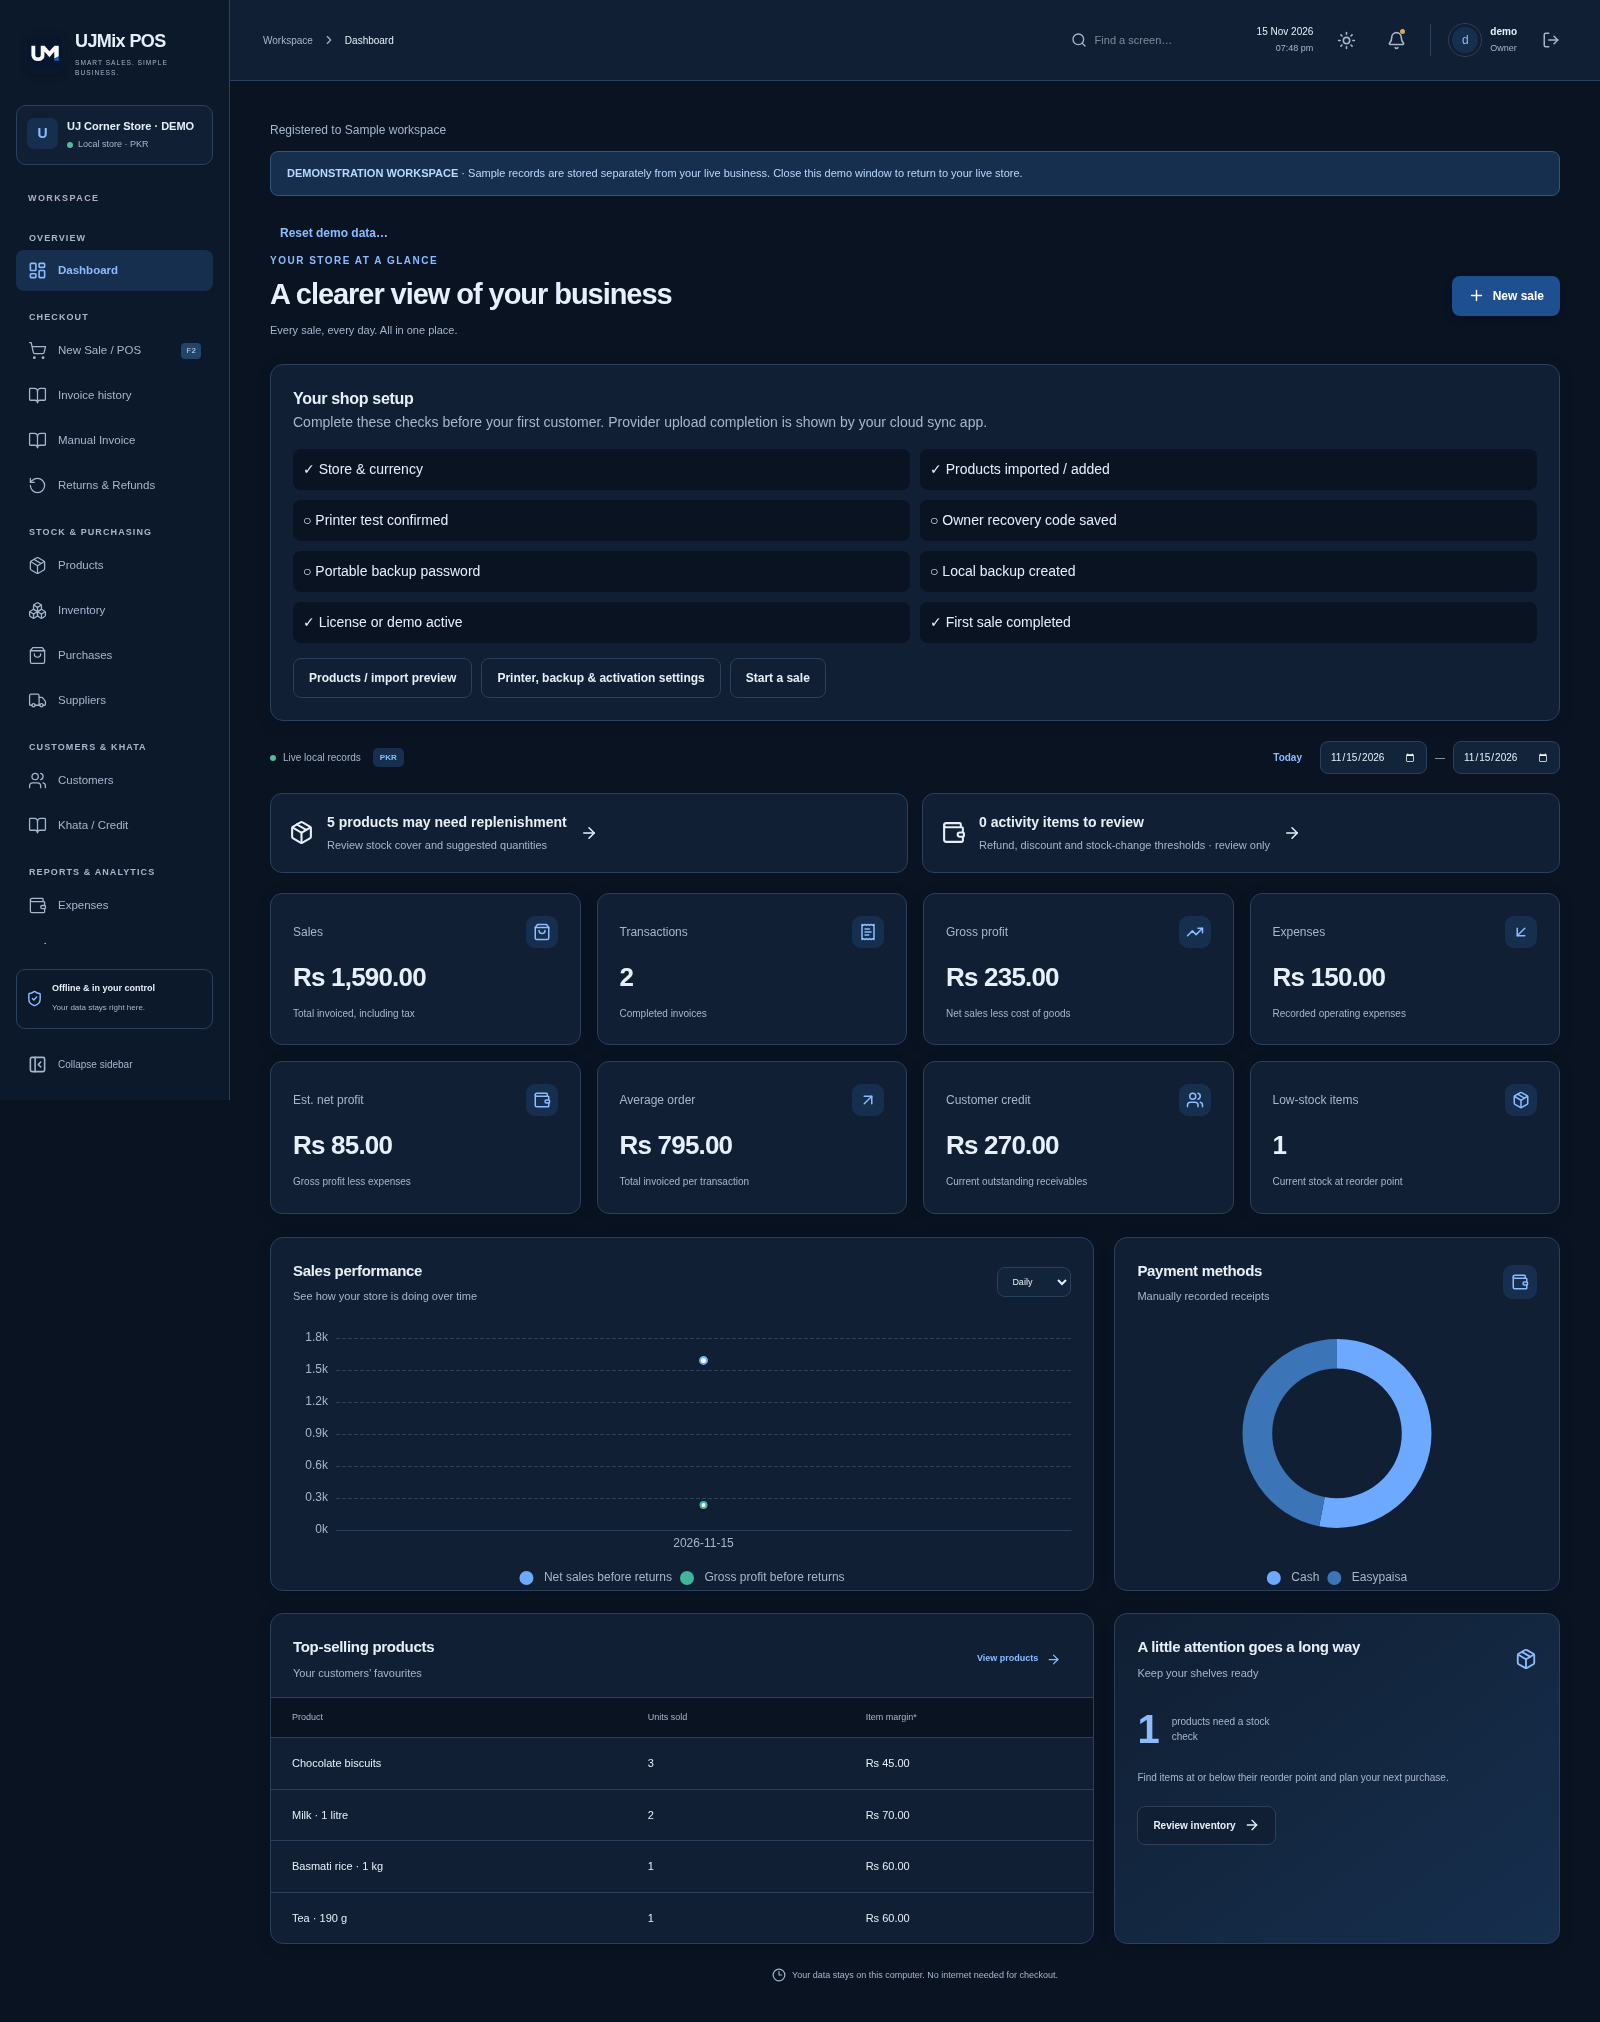 UJMix POS
SMART SALES. SIMPLE
BUSINESS.
UJ Corner Store · DEMO
U
Local store · PKR
WORKSPACE
OVERVIEW
Dashboard
CHECKOUT
New Sale / POS
F2
Invoice history
Manual Invoice
Returns & Refunds
STOCK & PURCHASING
Products
Inventory
Purchases
Suppliers
CUSTOMERS & KHATA
Customers
Khata / Credit
REPORTS & ANALYTICS
Expenses
Offline & in your control
Your data stays right here.
Collapse sidebar
Workspace
Dashboard
Find a screen…
15 Nov 2026
07:48 pm
d
demo
Owner
Registered to Sample workspace
DEMONSTRATION WORKSPACE · Sample records are stored separately from your live business. Close this demo window to return to your live store.
Reset demo data…
YOUR STORE AT A GLANCE
A clearer view of your business
New sale
Every sale, every day. All in one place.
Your shop setup
Complete these checks before your first customer. Provider upload completion is shown by your cloud sync app.
✓ Store & currency
✓ Products imported / added
○ Printer test confirmed
○ Owner recovery code saved
○ Portable backup password
○ Local backup created
✓ License or demo active
✓ First sale completed
Products / import preview
Printer, backup & activation settings
Start a sale
Live local records
PKR
Today
11/15/2026
—
11/15/2026
5 products may need replenishment
Review stock cover and suggested quantities
0 activity items to review
Refund, discount and stock-change thresholds · review only
Sales
Rs 1,590.00
Total invoiced, including tax
Transactions
2
Completed invoices
Gross profit
Rs 235.00
Net sales less cost of goods
Expenses
Rs 150.00
Recorded operating expenses
Est. net profit
Rs 85.00
Gross profit less expenses
Average order
Rs 795.00
Total invoiced per transaction
Customer credit
Rs 270.00
Current outstanding receivables
Low-stock items
1
Current stock at reorder point
Sales performance
See how your store is doing over time
Daily
1.8k
1.5k
1.2k
0.9k
0.6k
0.3k
0k
2026-11-15
Net sales before returns
Gross profit before returns
Payment methods
Manually recorded receipts
Cash
Easypaisa
Top-selling products
Your customers' favourites
View products
Product
Units sold
Item margin*
Chocolate biscuits
3
Rs 45.00
Milk · 1 litre
2
Rs 70.00
Basmati rice · 1 kg
1
Rs 60.00
Tea · 190 g
1
Rs 60.00
A little attention goes a long way
Keep your shelves ready
1
products need a stock
check
Find items at or below their reorder point and plan your next purchase.
Review inventory
Your data stays on this computer. No internet needed for checkout.